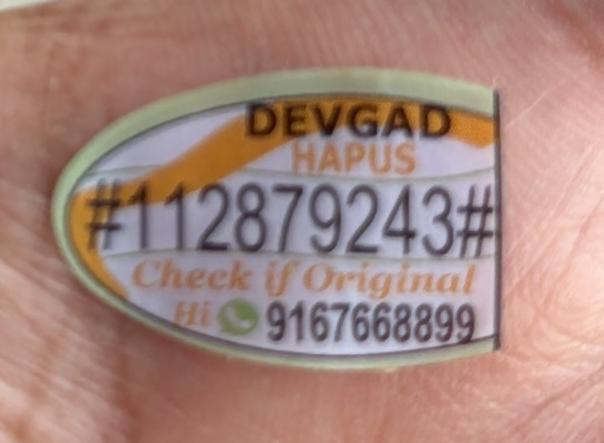 DEVGAD
HAPUS
#112879243#
Check if Original
Hi 9167668899